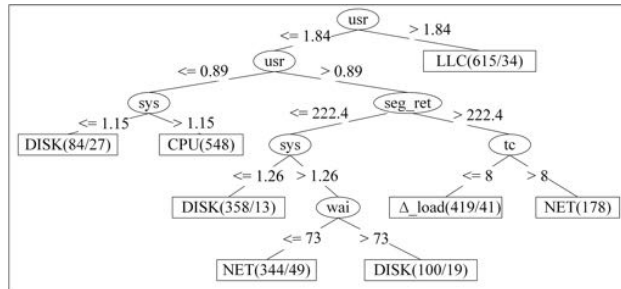 usr
<= 1.84
> 1.84
usr
LLC(615/34)
<= 0.89
> 0.89
sys
seg_ret
<= 1.15
> 1.15
<= 222.4
> 222.4
DISK(84/27)
CPU(548)
sys
tc
<= 1.26
> 1.26
<= 8
> 8
DISK(358/13)
wai
Δ_load(419/41)
NET(178)
<= 73
> 73
NET(344/49)
DISK(100/19)